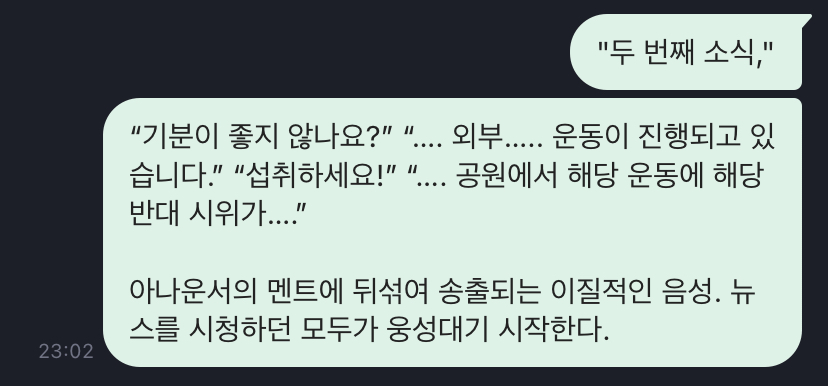 "두 번째 소식,"
“기분이 좋지 않나요?” “.... 외부..... 운동이 진행되고 있
습니다.” “섭취하세요!” “.... 공원에서 해당 운동에 해당
반대 시위가....”
아나운서의 멘트에 뒤섞여 송출되는 이질적인 음성. 뉴
스를 시청하던 모두가 웅성대기 시작한다.
23:02